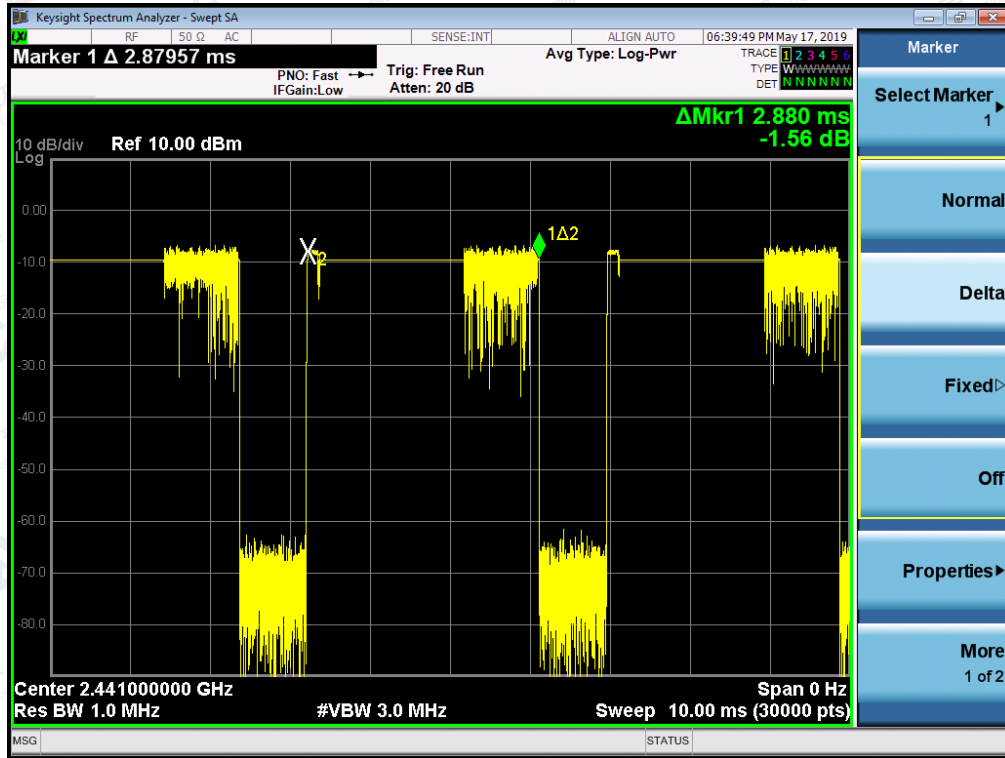 Keysight Spectrum Analyzer - Swept SA
LXI RF 50 Ω AC SENSE:INT ALIGN AUTO 06:39:49 PM May 17, 2019
Marker 1 Δ 2.87957 ms
PNO: Fast
IFGain:Low
Trig: Free Run
Atten: 20 dB
Avg Type: Log-Pwr
TRACE 1 2 3 4 5 6
TYPE WWWWWW
DET N N N N N N
ΔMkr1 2.880 ms
-1.56 dB
10 dB/div Ref 10.00 dBm
Log
0.00
-10.0
-20.0
-30.0
-40.0
-50.0
-60.0
-70.0
-80.0
X2
1Δ2
Center 2.441000000 GHz
Span 0 Hz
Res BW 1.0 MHz
#VBW 3.0 MHz
Sweep 10.00 ms (30000 pts)
MSG
STATUS
Marker
Select Marker
1
Normal
Delta
Fixed
Off
Properties
More
1 of 2